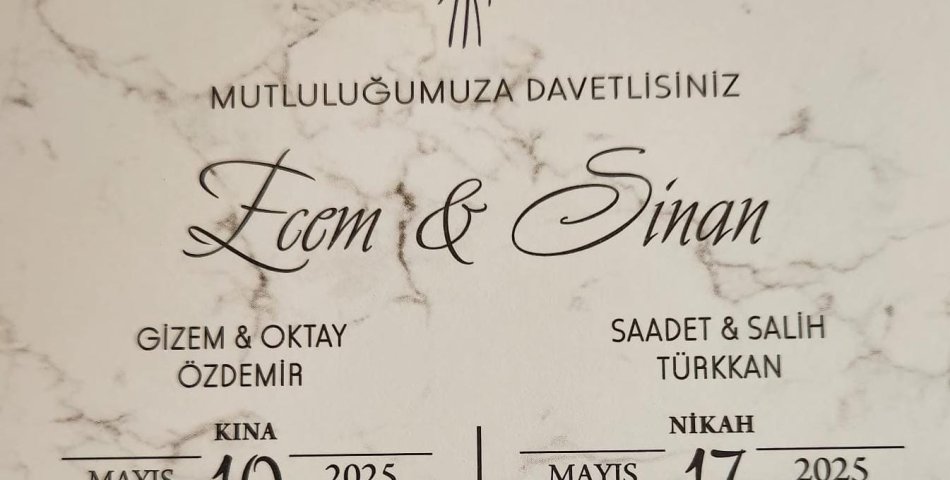 MUTLULUĞUMUZA DAVETLİSİNİZ
Ecem & Sinan
GİZEM & OKTAY
ÖZDEMİR
SAADET & SALİH
TÜRKKAN
KINA
MAYIS 10 2025
NİKAH
MAYIS 17 2025